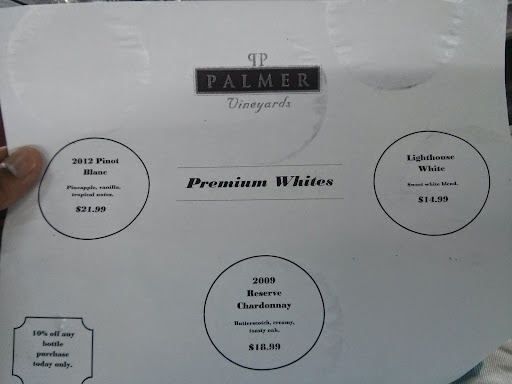 PP
PALMER
Vineyards
2012 Pinot
Blanc
Pineapple, vanilla,
tropical notes.
$21.99
Premium Whites
Lighthouse
White
Sweet white blend.
$14.99
2009
Reserve
Chardonnay
Butterscotch, creamy,
toasty oak.
$18.99
10% off any
bottle
purchase
today only.